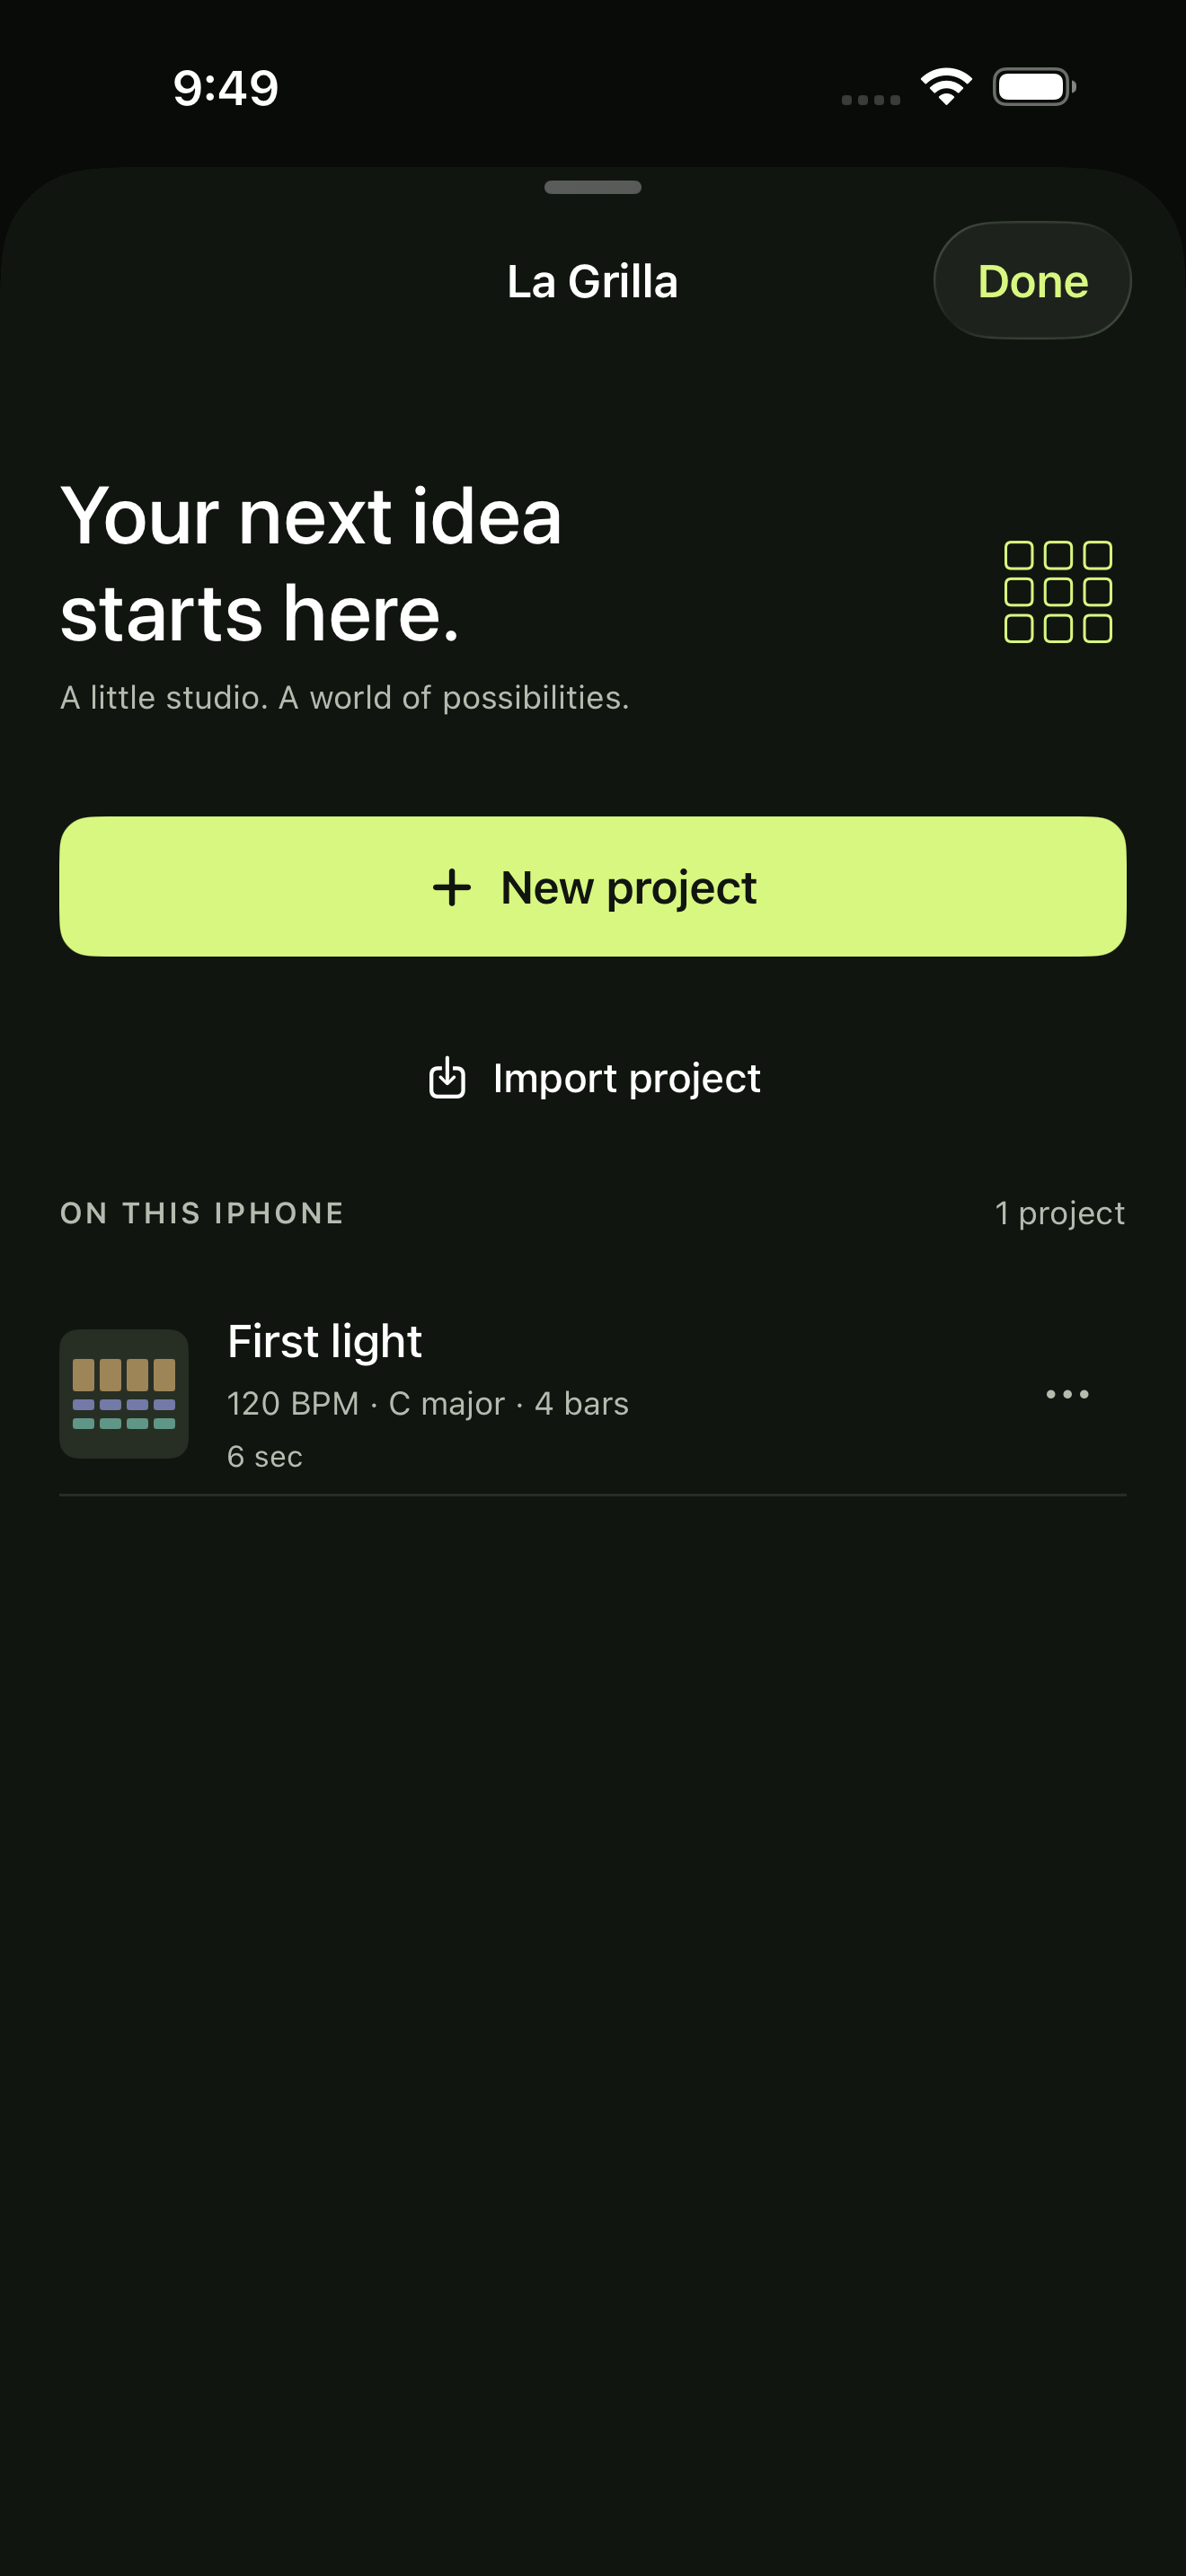 9:49
La Grilla
Done
Your next idea
starts here.
A little studio. A world of possibilities.
New project
Import project
ON THIS IPHONE
1 project
First light
120 BPM · C major · 4 bars
6 sec